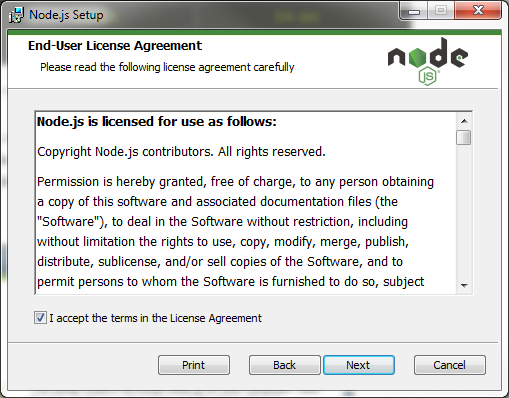 Node.js Setup
End-User License Agreement
Please read the following license agreement carefully
node
JS
Node.js is licensed for use as follows:
Copyright Node.js contributors. All rights reserved.
Permission is hereby granted, free of charge, to any person obtaining
a copy of this software and associated documentation files (the
"Software"), to deal in the Software without restriction, including
without limitation the rights to use, copy, modify, merge, publish,
distribute, sublicense, and/or sell copies of the Software, and to
permit persons to whom the Software is furnished to do so, subject
I accept the terms in the License Agreement
Print
Back
Next
Cancel